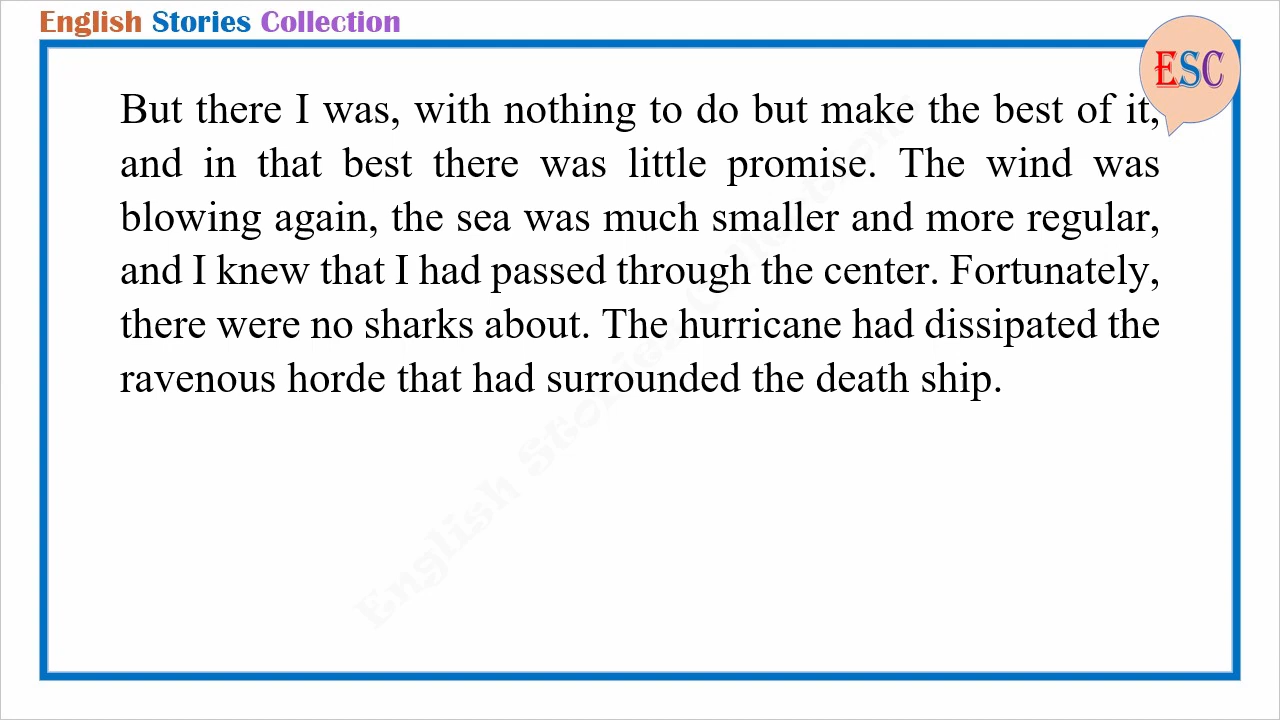 English Stories Collection
ESC
But there I was, with nothing to do but make the best of it,
and in that best there was little promise. The wind was
blowing again, the sea was much smaller and more regular,
and I knew that I had passed through the center. Fortunately,
there were no sharks about. The hurricane had dissipated the
ravenous horde that had surrounded the death ship.
English Stories Collections